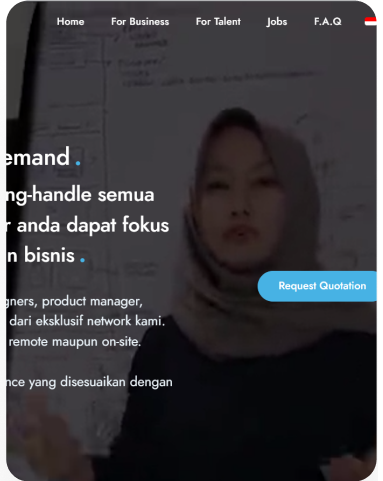 Home For Business For Talent Jobs F.A.Q
emand.
ng-handle semua
r anda dapat fokus
n bisnis.
Request Quotation
gners, product manager,
dari eksklusif network kami.
remote maupun on-site.
nce yang disesuaikan dengan